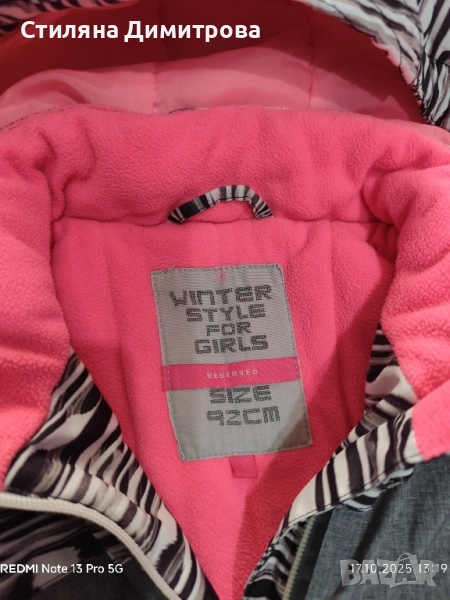 Стиляна Димитрова
WINTER
STYLE
FOR
GIRLS
RESERVED
SIZE
92CM
REDMI Note 13 Pro 5G
17.10.2025 13:19
BAZAR